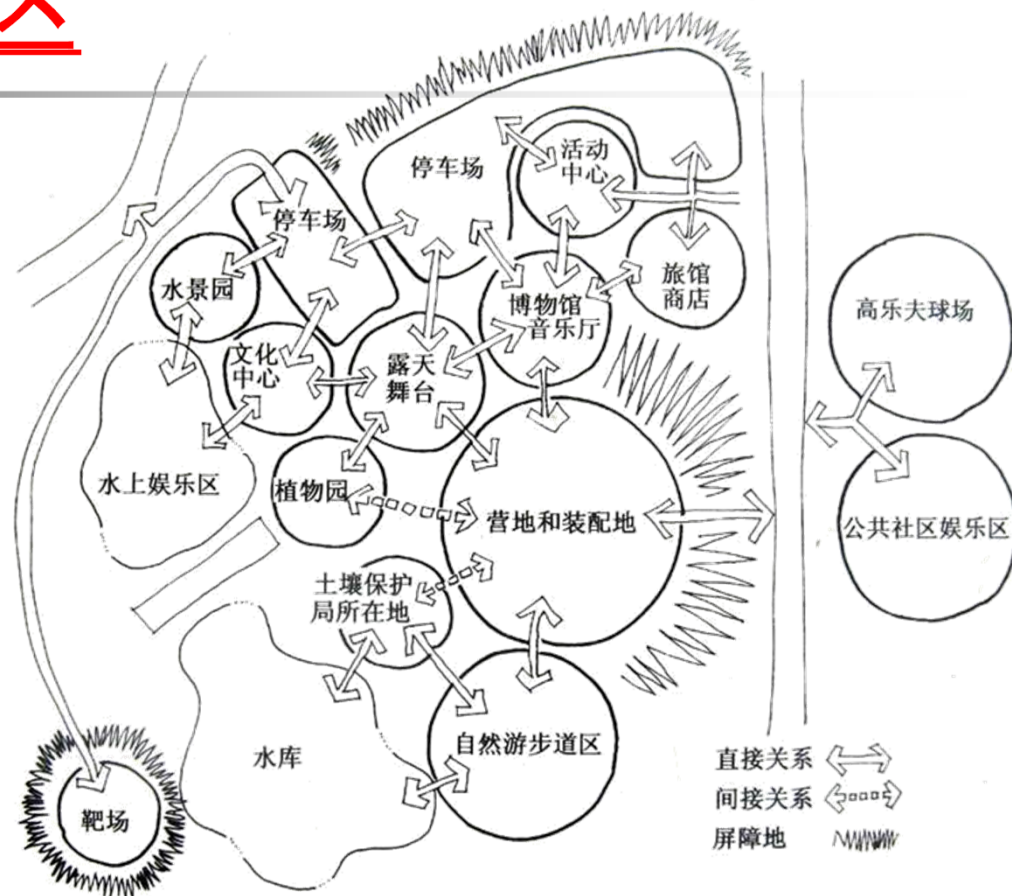 活动
中心
停车场
停车场
水景园
旅馆
商店
博物馆
音乐厅
高乐夫球场
文化
中心
露天
舞台
水上娱乐区
植物园
营地和装配地
公共社区娱乐区
土壤保护
局所在地
水库
自然游步道区
直接关系
间接关系
屏障地
靶场